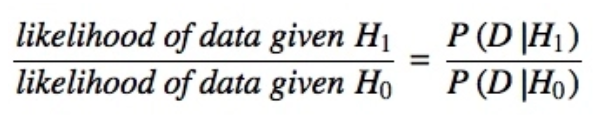 likelihood of data given H₁ / likelihood of data given H₀ = P (D |H₁) / P (D |H₀)